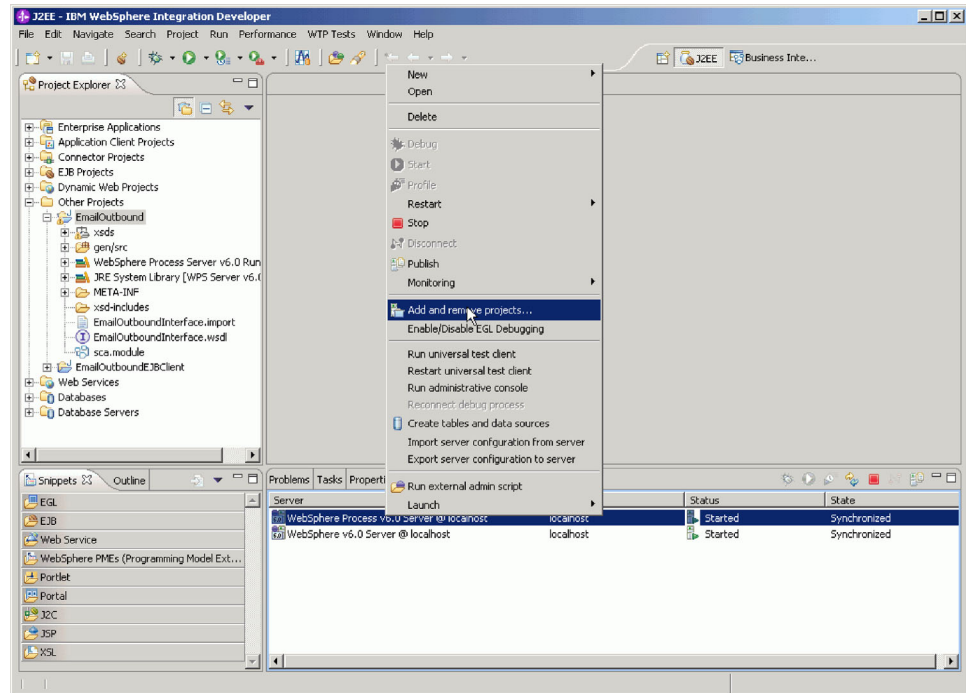 J2EE - IBM WebSphere Integration Developer
File Edit Navigate Search Project Run Performance WTP Tests Window Help
J2EE Business Inte...
Project Explorer
Enterprise Applications
Application Client Projects
Connector Projects
EJB Projects
Dynamic Web Projects
Other Projects
EmailOutbound
xsds
gen/src
WebSphere Process Server v6.0 Run
JRE System Library [WPS Server v6.(
META-INF
xsd-includes
EmailOutboundInterface.import
EmailOutboundInterface.wsdl
sca.module
EmailOutboundEJBClient
Web Services
Databases
Database Servers
New
Open
Delete
Debug
Start
Profile
Restart
Stop
Disconnect
Publish
Monitoring
Add and remove projects...
Enable/Disable EGL Debugging
Run universal test client
Restart universal test client
Run administrative console
Reconnect debug process
Create tables and data sources
Import server configuration from server
Export server configuration to server
Run external admin script
Launch
Snippets Outline
EGL
EJB
Web Service
WebSphere PMEs (Programming Model Ext...
Portlet
Portal
J2C
JSP
XSL
Problems Tasks Properti
Server Status State
WebSphere Process v6.0 Server @ localhost localhost Started Synchronized
WebSphere v6.0 Server @ localhost localhost Started Synchronized